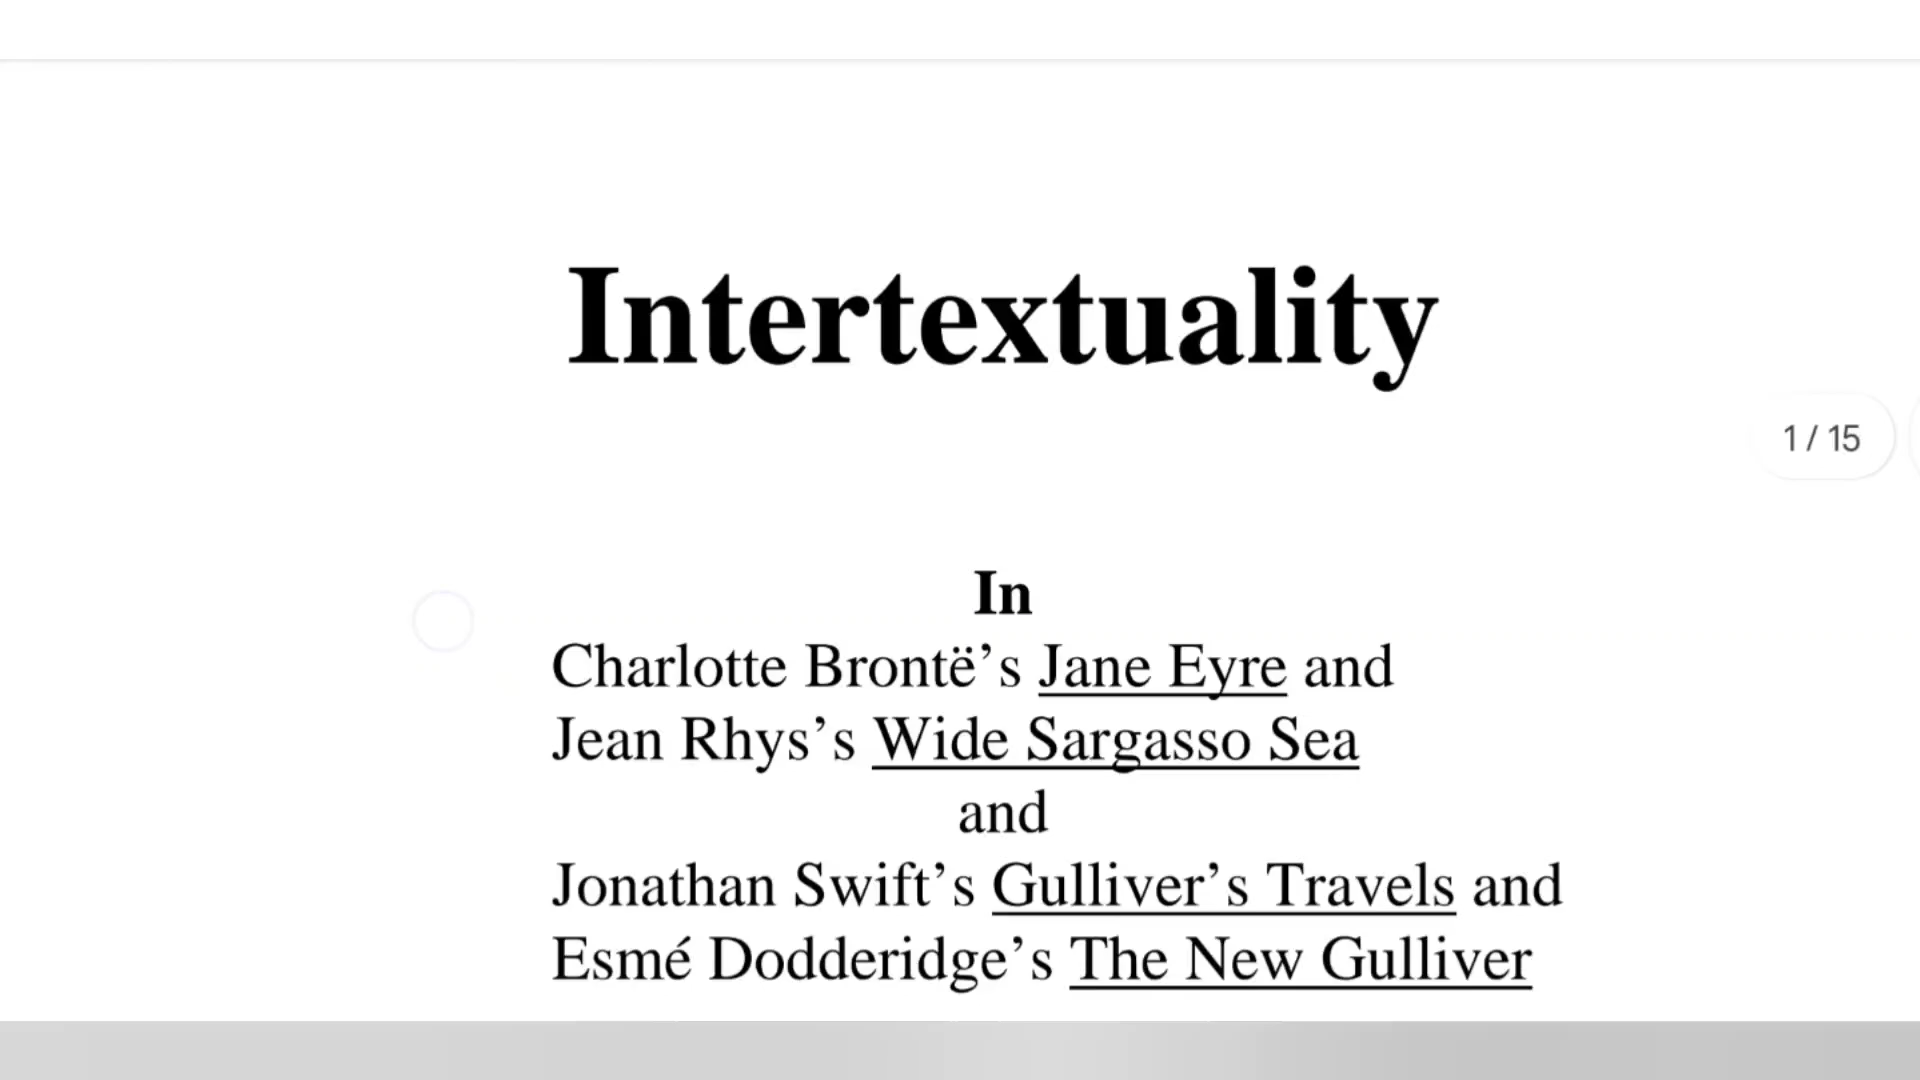 Intertextuality
1 / 15
In
Charlotte Brontë’s Jane Eyre and
Jean Rhys’s Wide Sargasso Sea
and
Jonathan Swift’s Gulliver’s Travels and
Esmé Dodderidge’s The New Gulliver